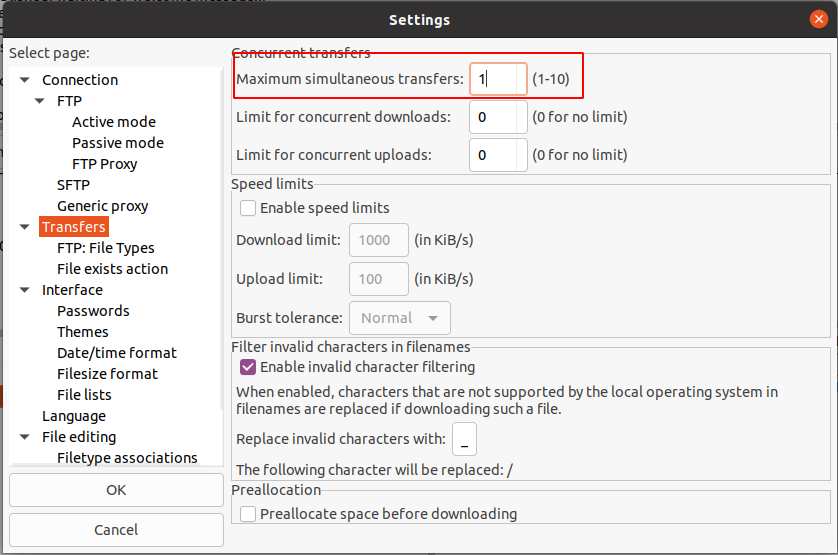 Settings
Select page:
Connection
FTP
Active mode
Passive mode
FTP Proxy
SFTP
Generic proxy
Transfers
FTP: File Types
File exists action
Interface
Passwords
Themes
Date/time format
Filesize format
File lists
Language
File editing
Filetype associations
OK
Cancel
Concurrent transfers
Maximum simultaneous transfers: 1 (1-10)
Limit for concurrent downloads: 0 (0 for no limit)
Limit for concurrent uploads: 0 (0 for no limit)
Speed limits
Enable speed limits
Download limit: 1000 (in KiB/s)
Upload limit: 100 (in KiB/s)
Burst tolerance: Normal
Filter invalid characters in filenames
Enable invalid character filtering
When enabled, characters that are not supported by the local operating system in
filenames are replaced if downloading such a file.
Replace invalid characters with: _
The following character will be replaced: /
Preallocation
Preallocate space before downloading